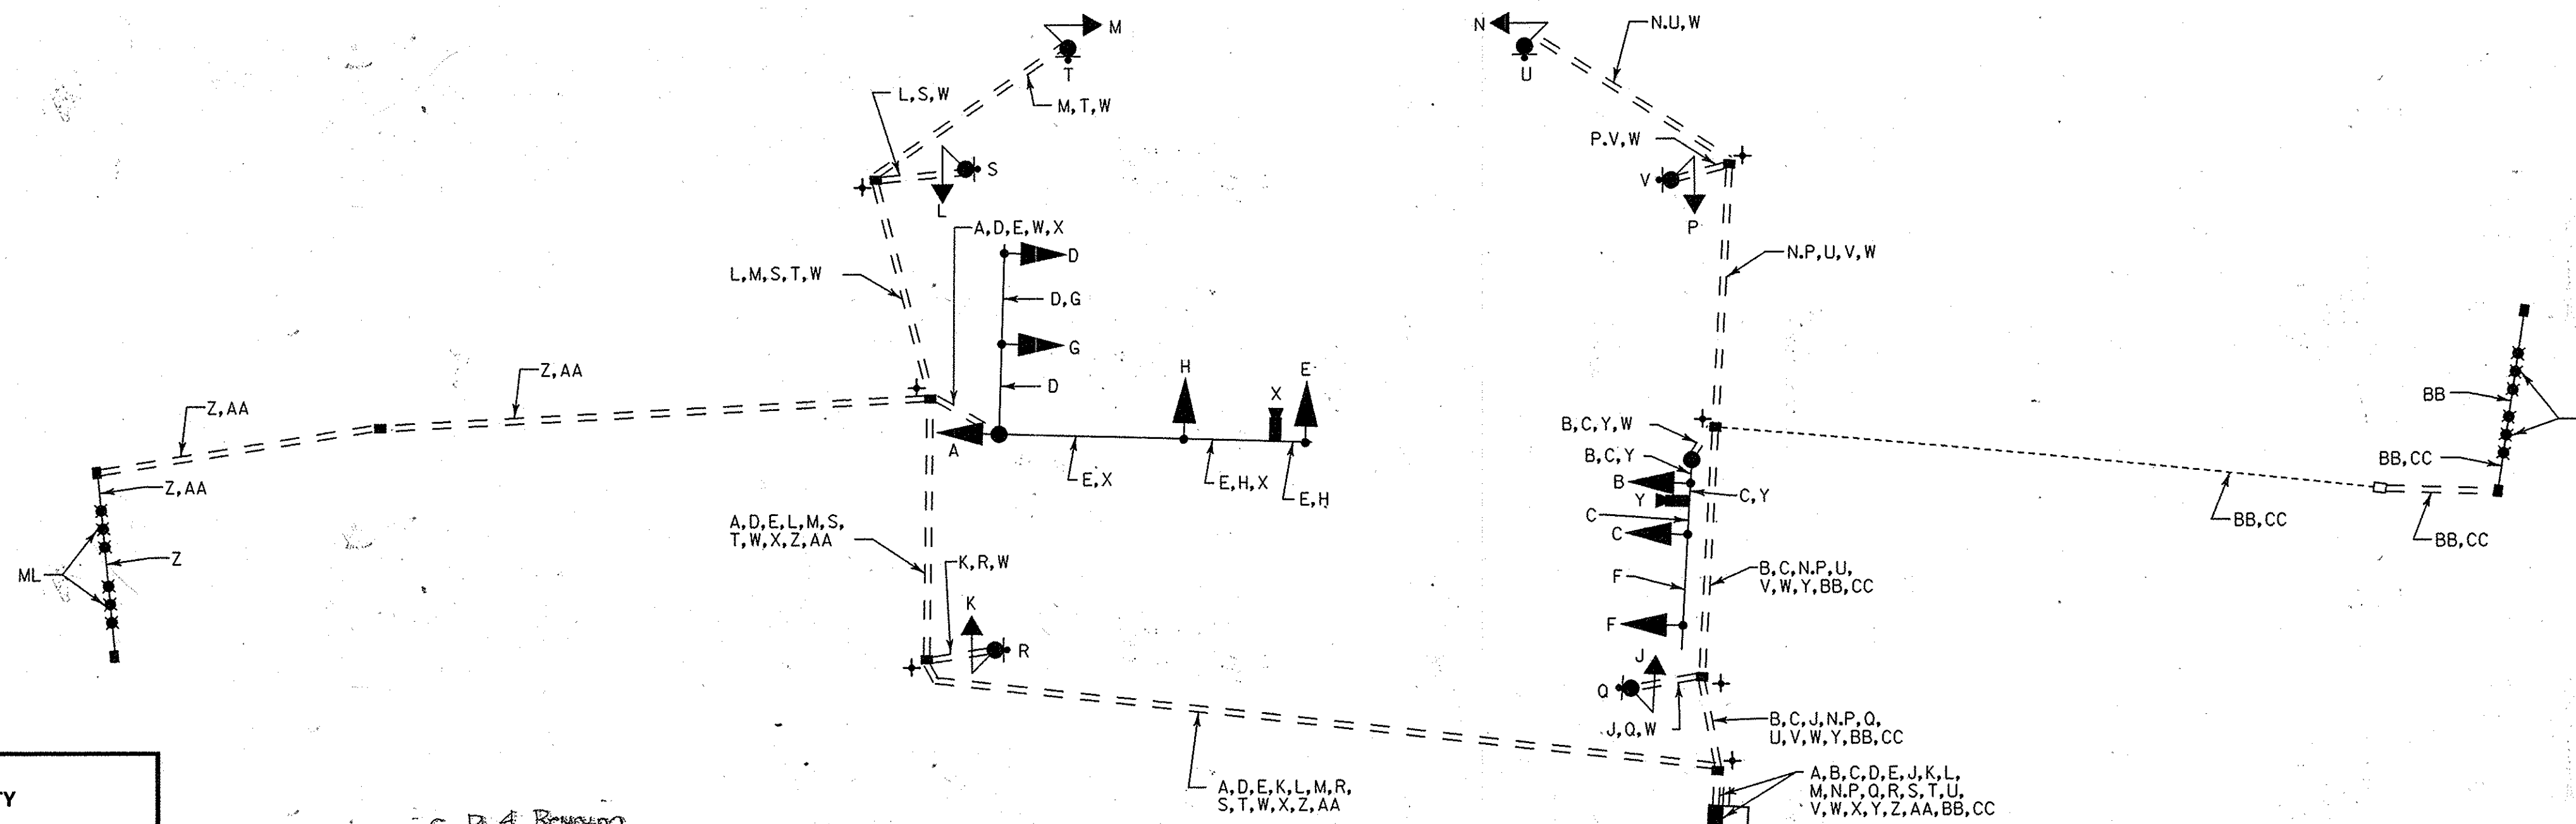 M
N
N.U,W
T
U
L,S,W
M,T,W
P.V,W
S
V
L
P
A,D,E,W,X
N.P,U,V,W
D
L,M,S,T,W
D,G
G
H
E
Z,AA
D
X
BB
Z,AA
B,C,Y,W
A
B,C,Y
BB,CC
E,X
E,H,X
B
Z,AA
E,H
Y
C,Y
C
BB,CC
A,D,E,L,M,S,
T,W,X,Z,AA
C
BB,CC
Z
K,R,W
ML
F
B,C,N.P,U,
V,W,Y,BB,CC
K
F
R
J
Q
J,Q,W
B,C,J,N.P,Q,
U,V,W,Y,BB,CC
A,D,E,K,L,M,R,
S,T,W,X,Z,AA
A,B,C,D,E,J,K,L,
M,N.P,Q,R,S,T,U,
V,W,X,Y,Z,AA,BB,CC
TY